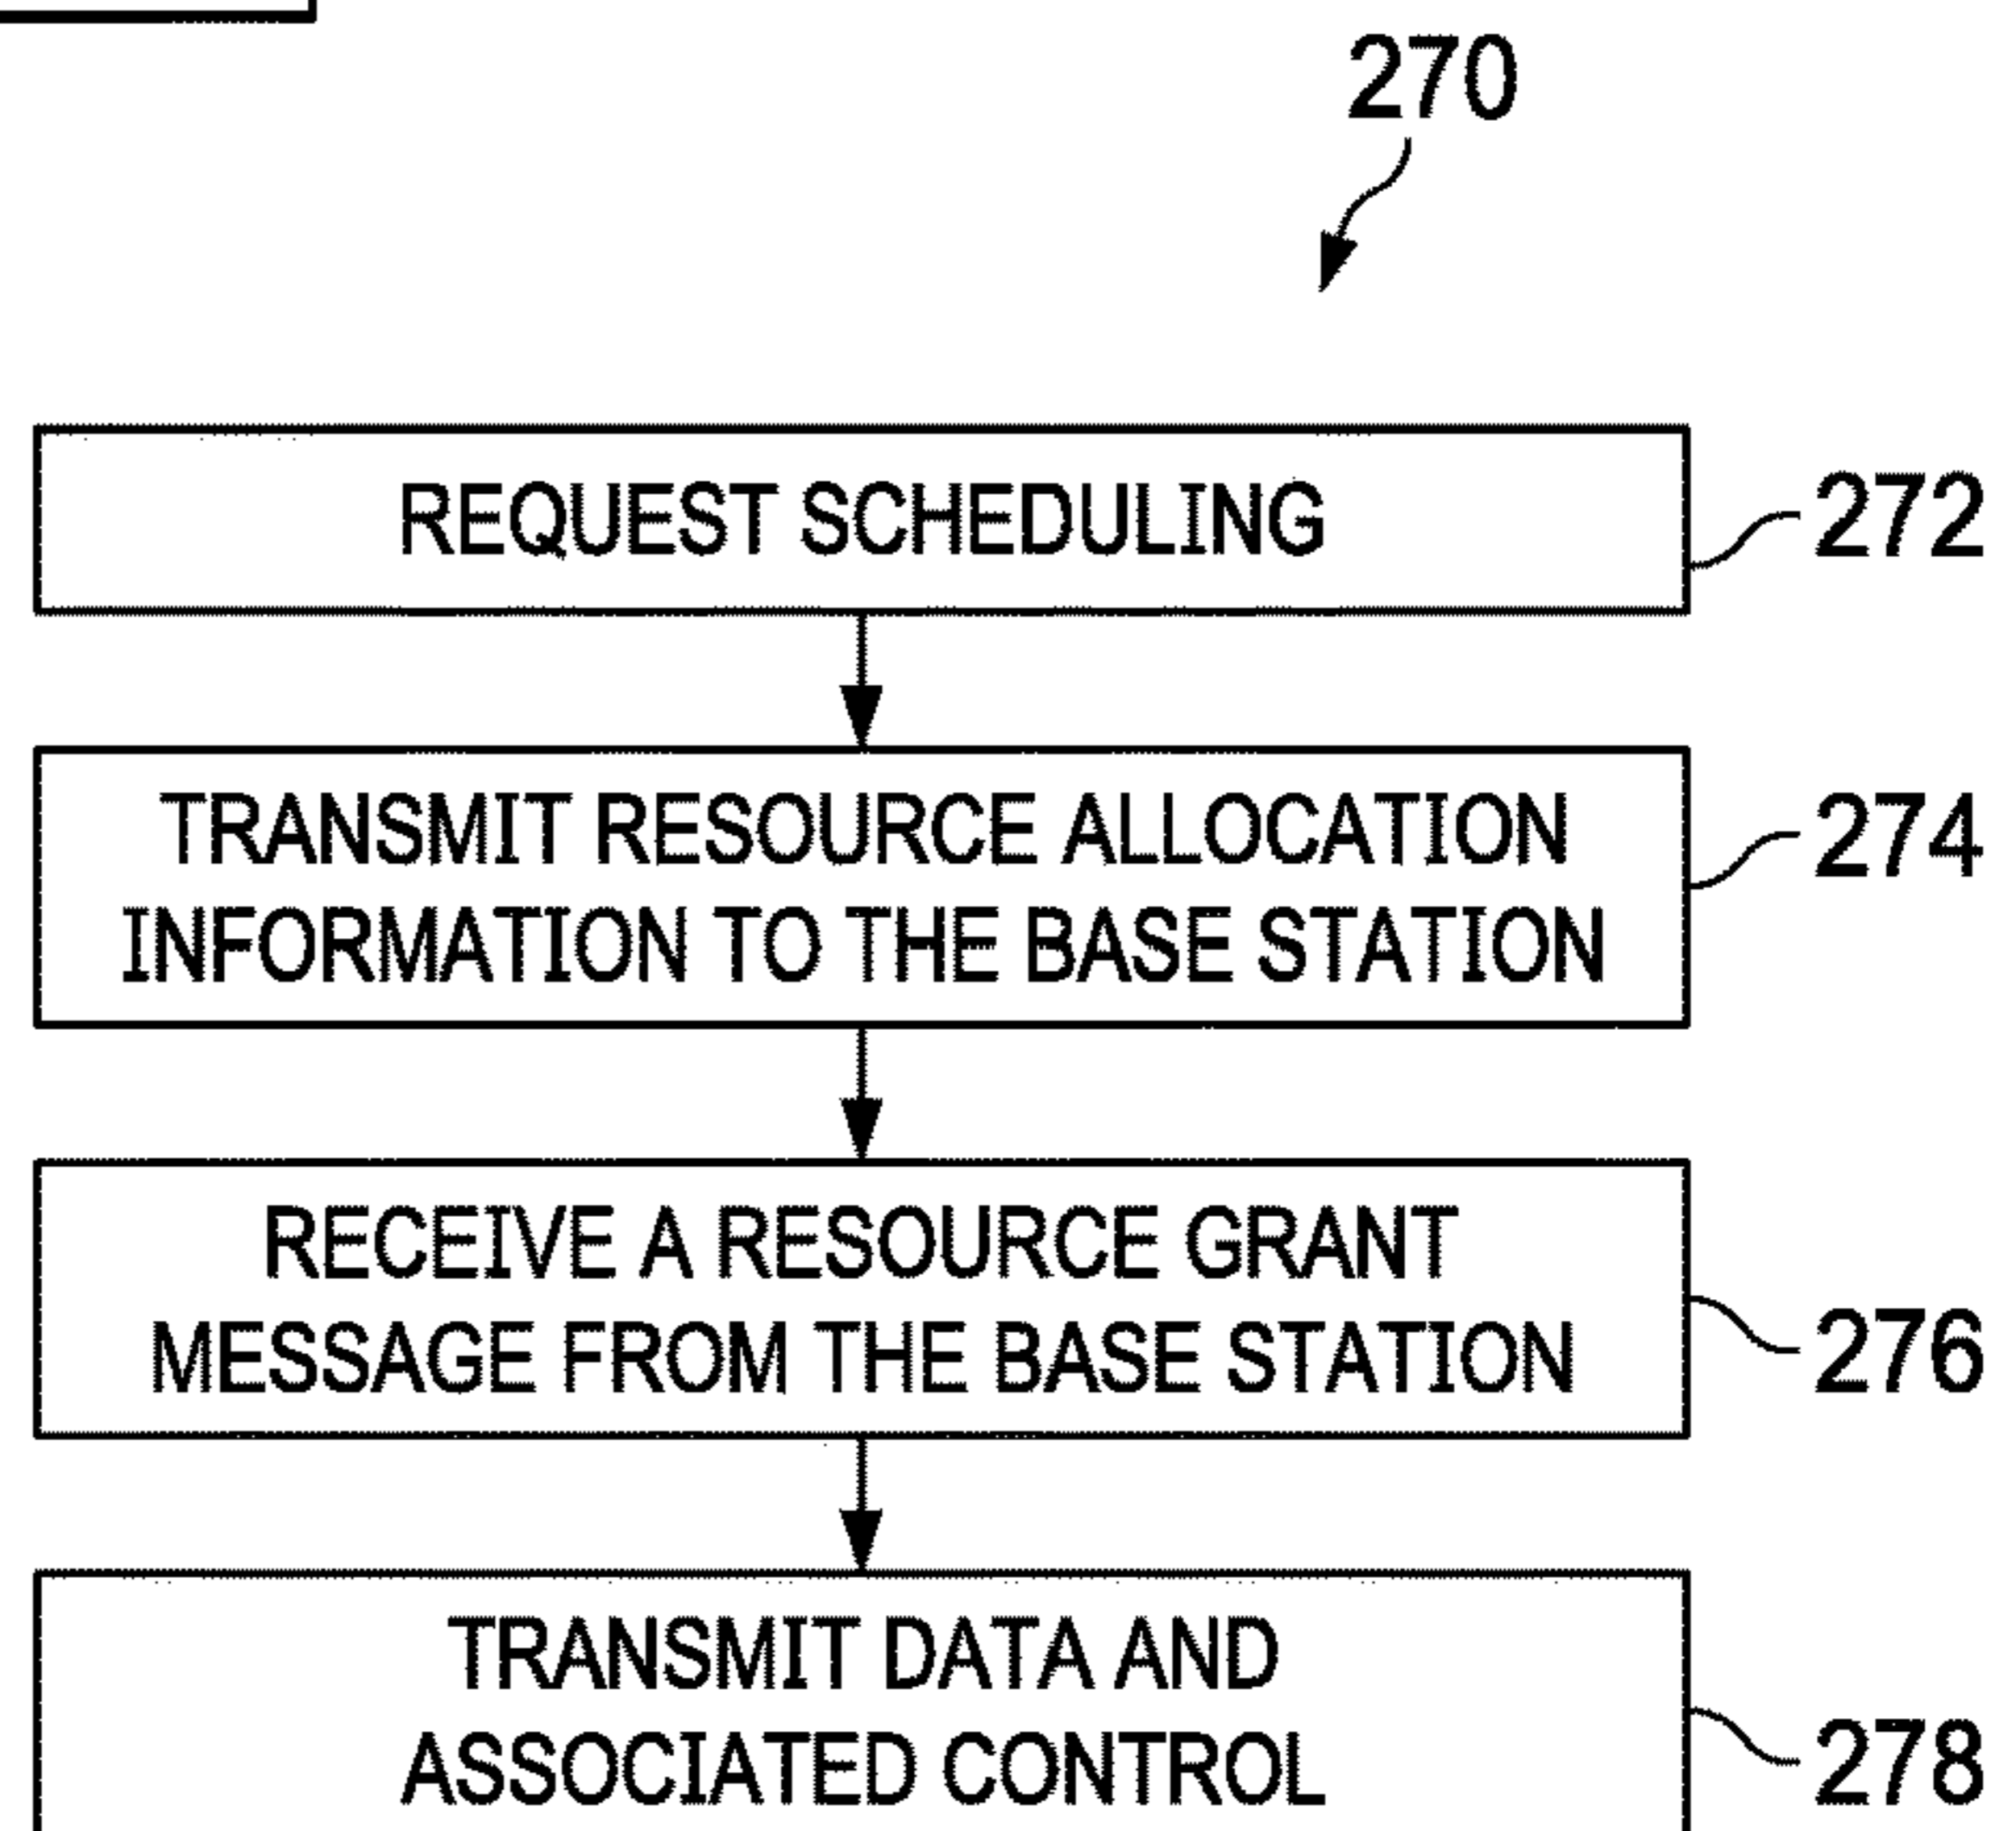 270
REQUEST SCHEDULING
272
TRANSMIT RESOURCE ALLOCATION
INFORMATION TO THE BASE STATION
274
RECEIVE A RESOURCE GRANT
MESSAGE FROM THE BASE STATION
276
TRANSMIT DATA AND
ASSOCIATED CONTROL
278